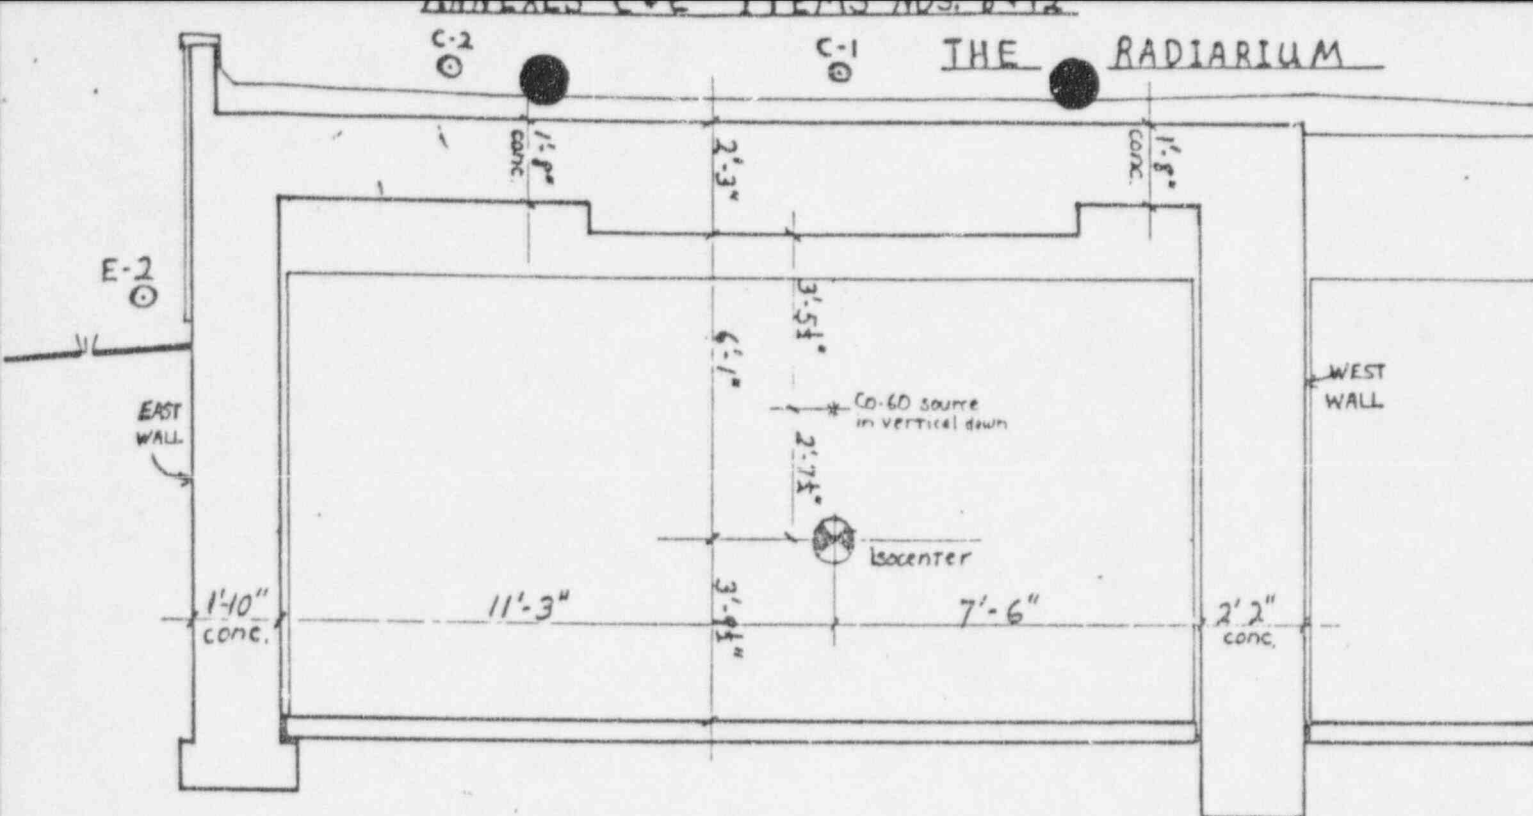 ITEMS NOS.
THE RADIARIUM
C-2
C-1
1'-8"
conc.
2'-3"
1'-8"
conc.
E-2
3'-5½"
6'-1"
WEST
WALL
Co-60 source
in vertical down
EAST
WALL
2'-7½"
Isocenter
1'10"
conc.
11'-3"
3'-9½"
7'-6"
2'2"
conc.